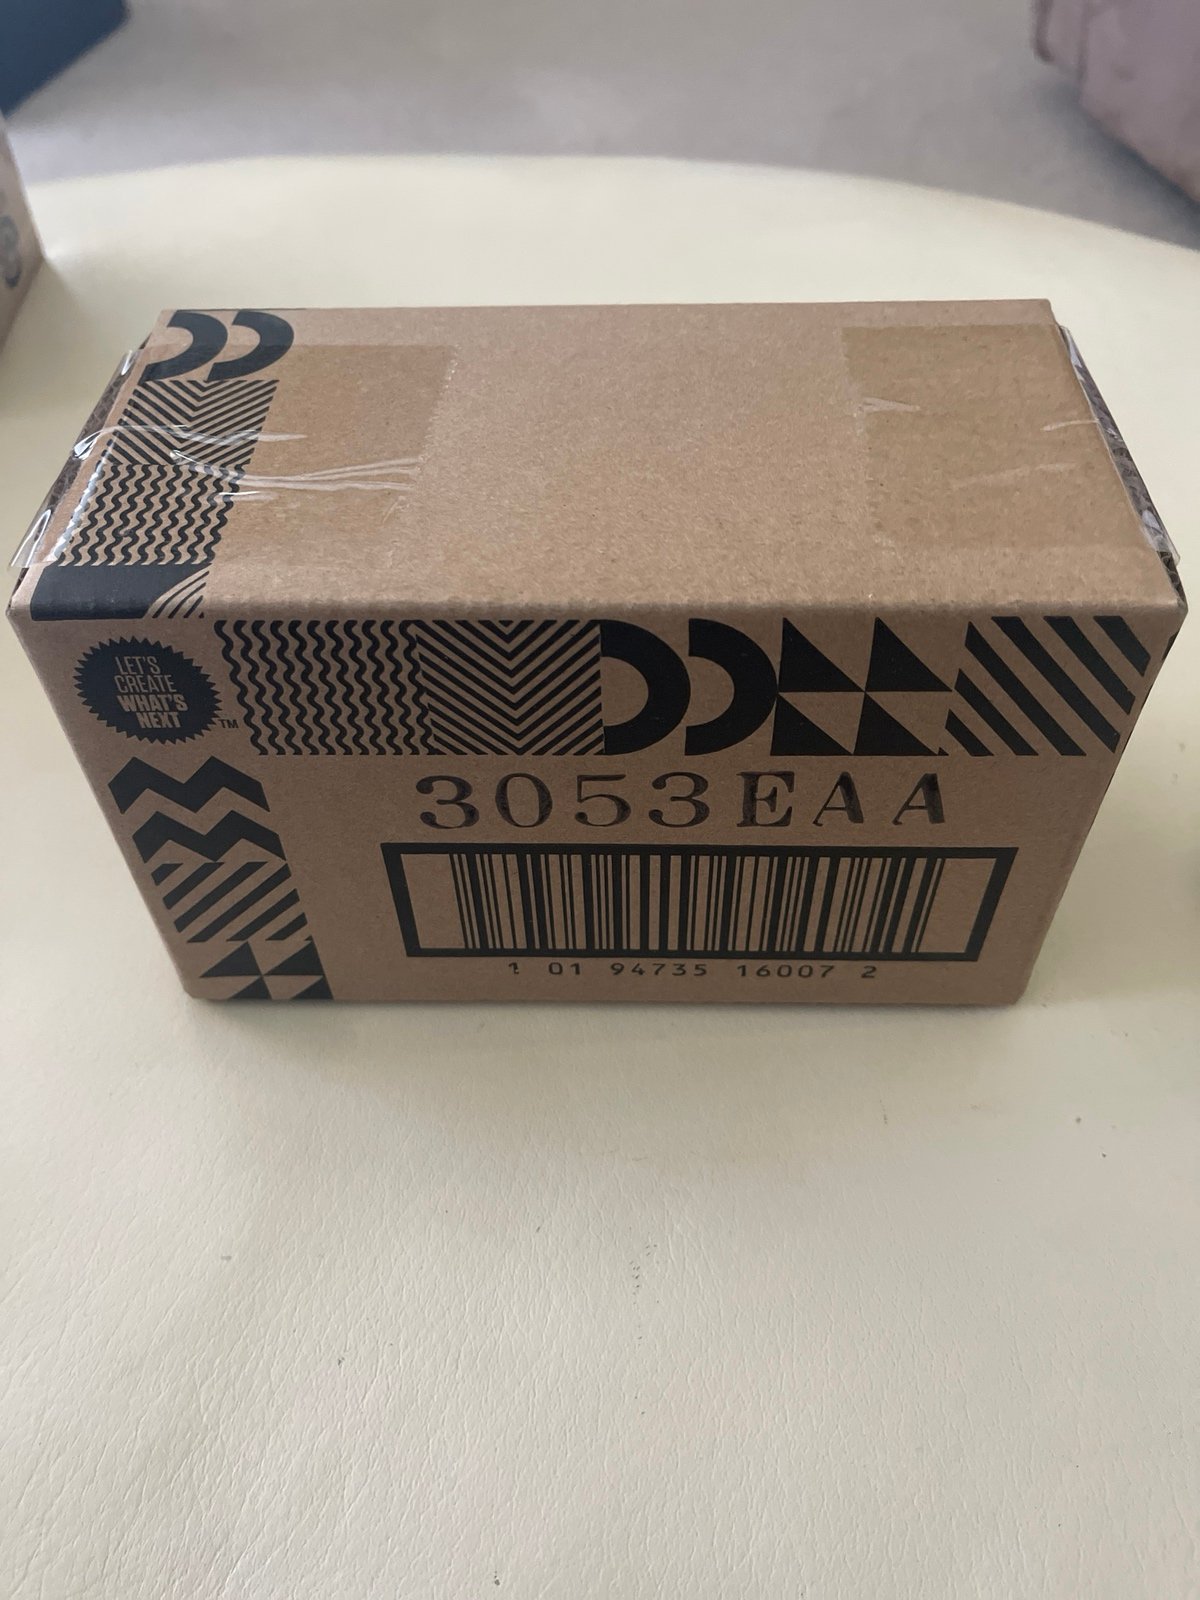 LET'S
CREATE
WHAT'S
NEXT
TM
3053EAA
1 01 94735 16007 2